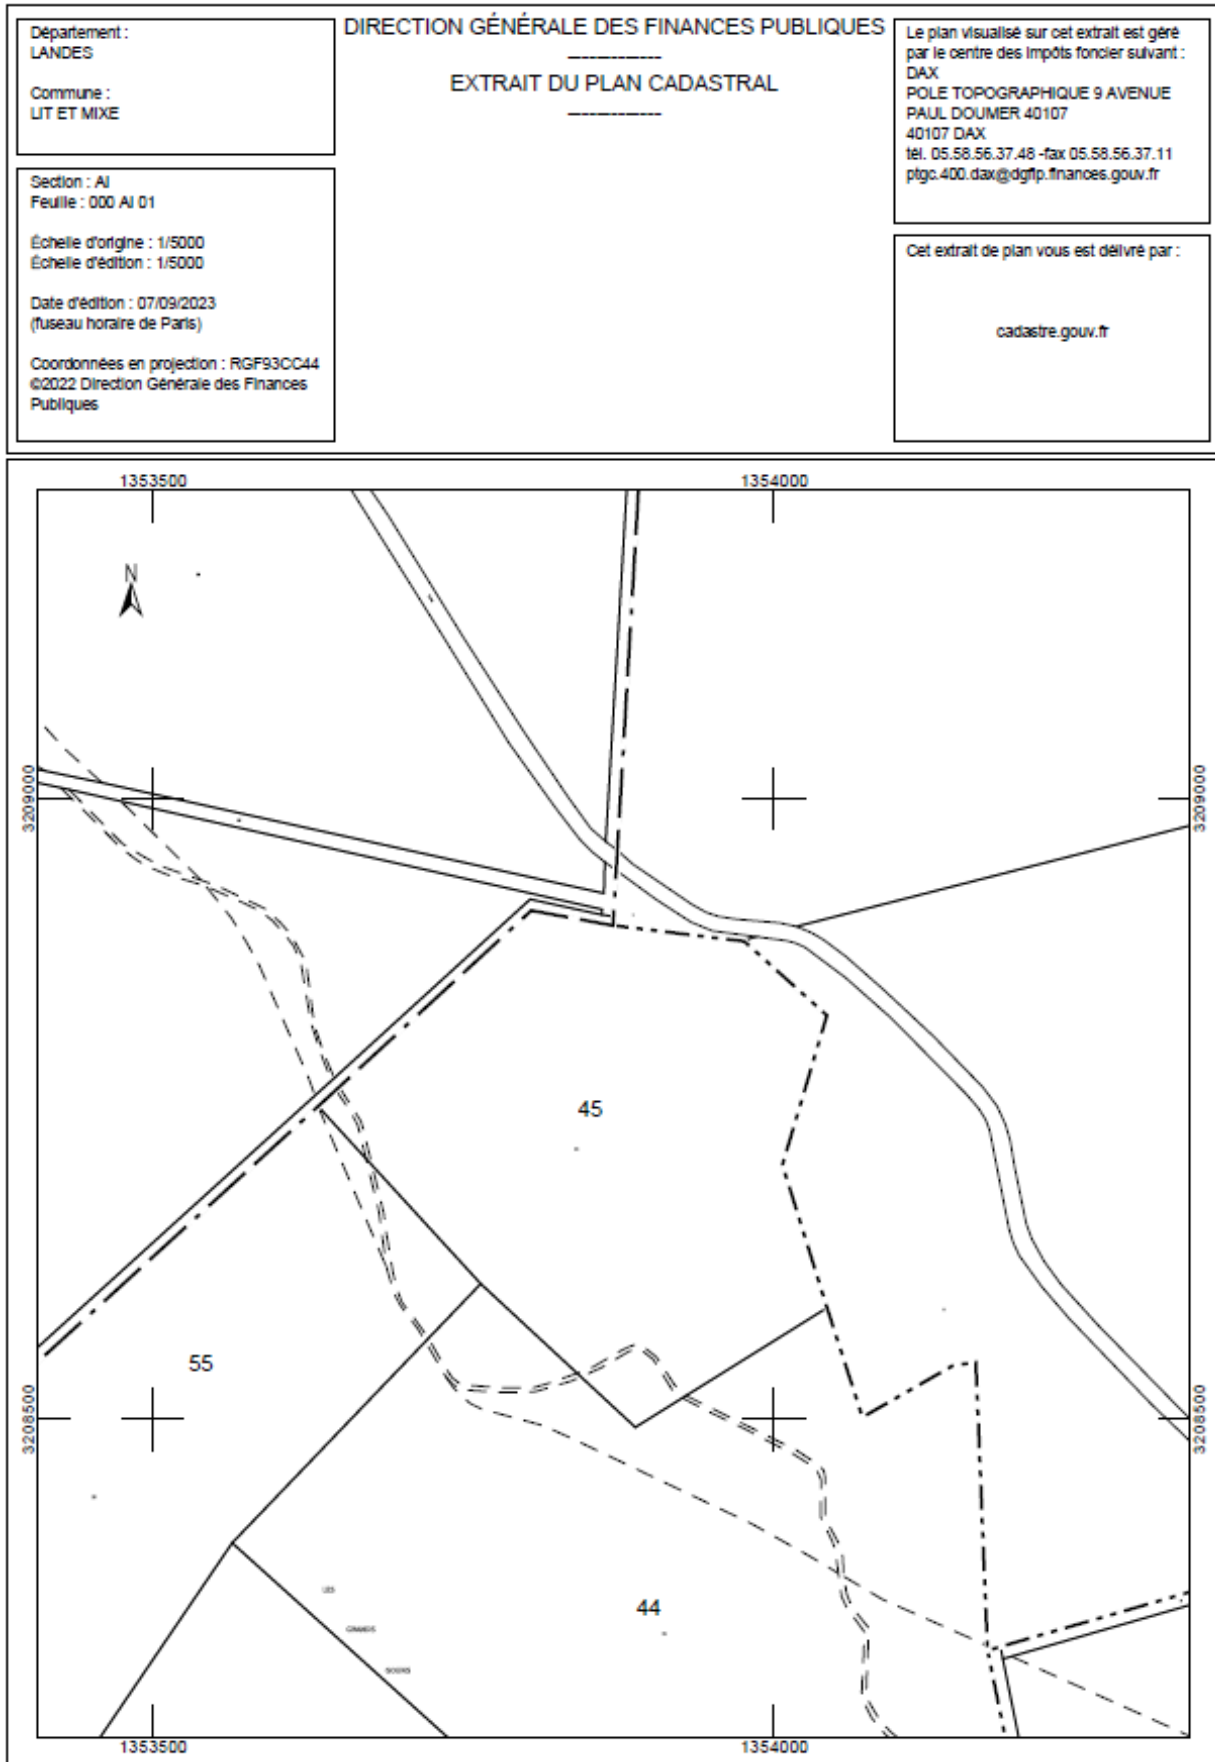 Département :
LANDES
Commune :
LIT ET MIXE
Section : AI
Feuille : 000 AI 01
Échelle d'origine : 1/5000
Échelle d'édition : 1/5000
Date d'édition : 07/09/2023
(fuseau horaire de Paris)
Coordonnées en projection : RGF93CC44
©2022 Direction Générale des Finances
Publiques
DIRECTION GÉNÉRALE DES FINANCES PUBLIQUES
EXTRAIT DU PLAN CADASTRAL
Le plan visualisé sur cet extrait est géré
par le centre des impôts foncier suivant :
DAX
POLE TOPOGRAPHIQUE 9 AVENUE
PAUL DOUMER 40107
40107 DAX
tél. 05.58.56.37.48 -fax 05.58.56.37.11
ptgc.400.dax@dgfip.finances.gouv.fr
Cet extrait de plan vous est délivré par :
cadastre.gouv.fr
1353500
1354000
N
3209000
3209000
45
55
3208500
3208500
LES
44
1353500
1354000